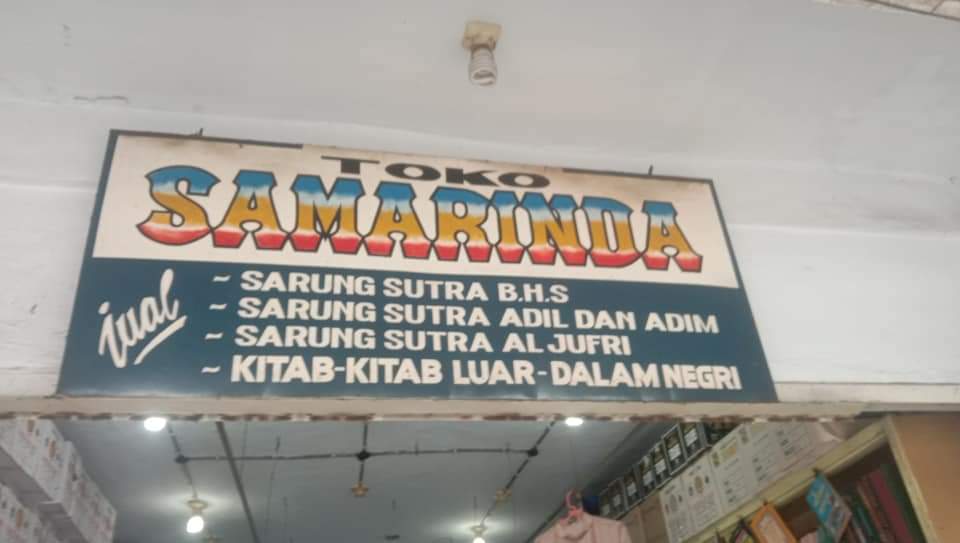 TOKO
SAMARINDA
jual
~ SARUNG SUTRA B.H.S
~ SARUNG SUTRA ADIL DAN ADIM
~ SARUNG SUTRA AL JUFRI
~ KITAB-KITAB LUAR-DALAM NEGRI